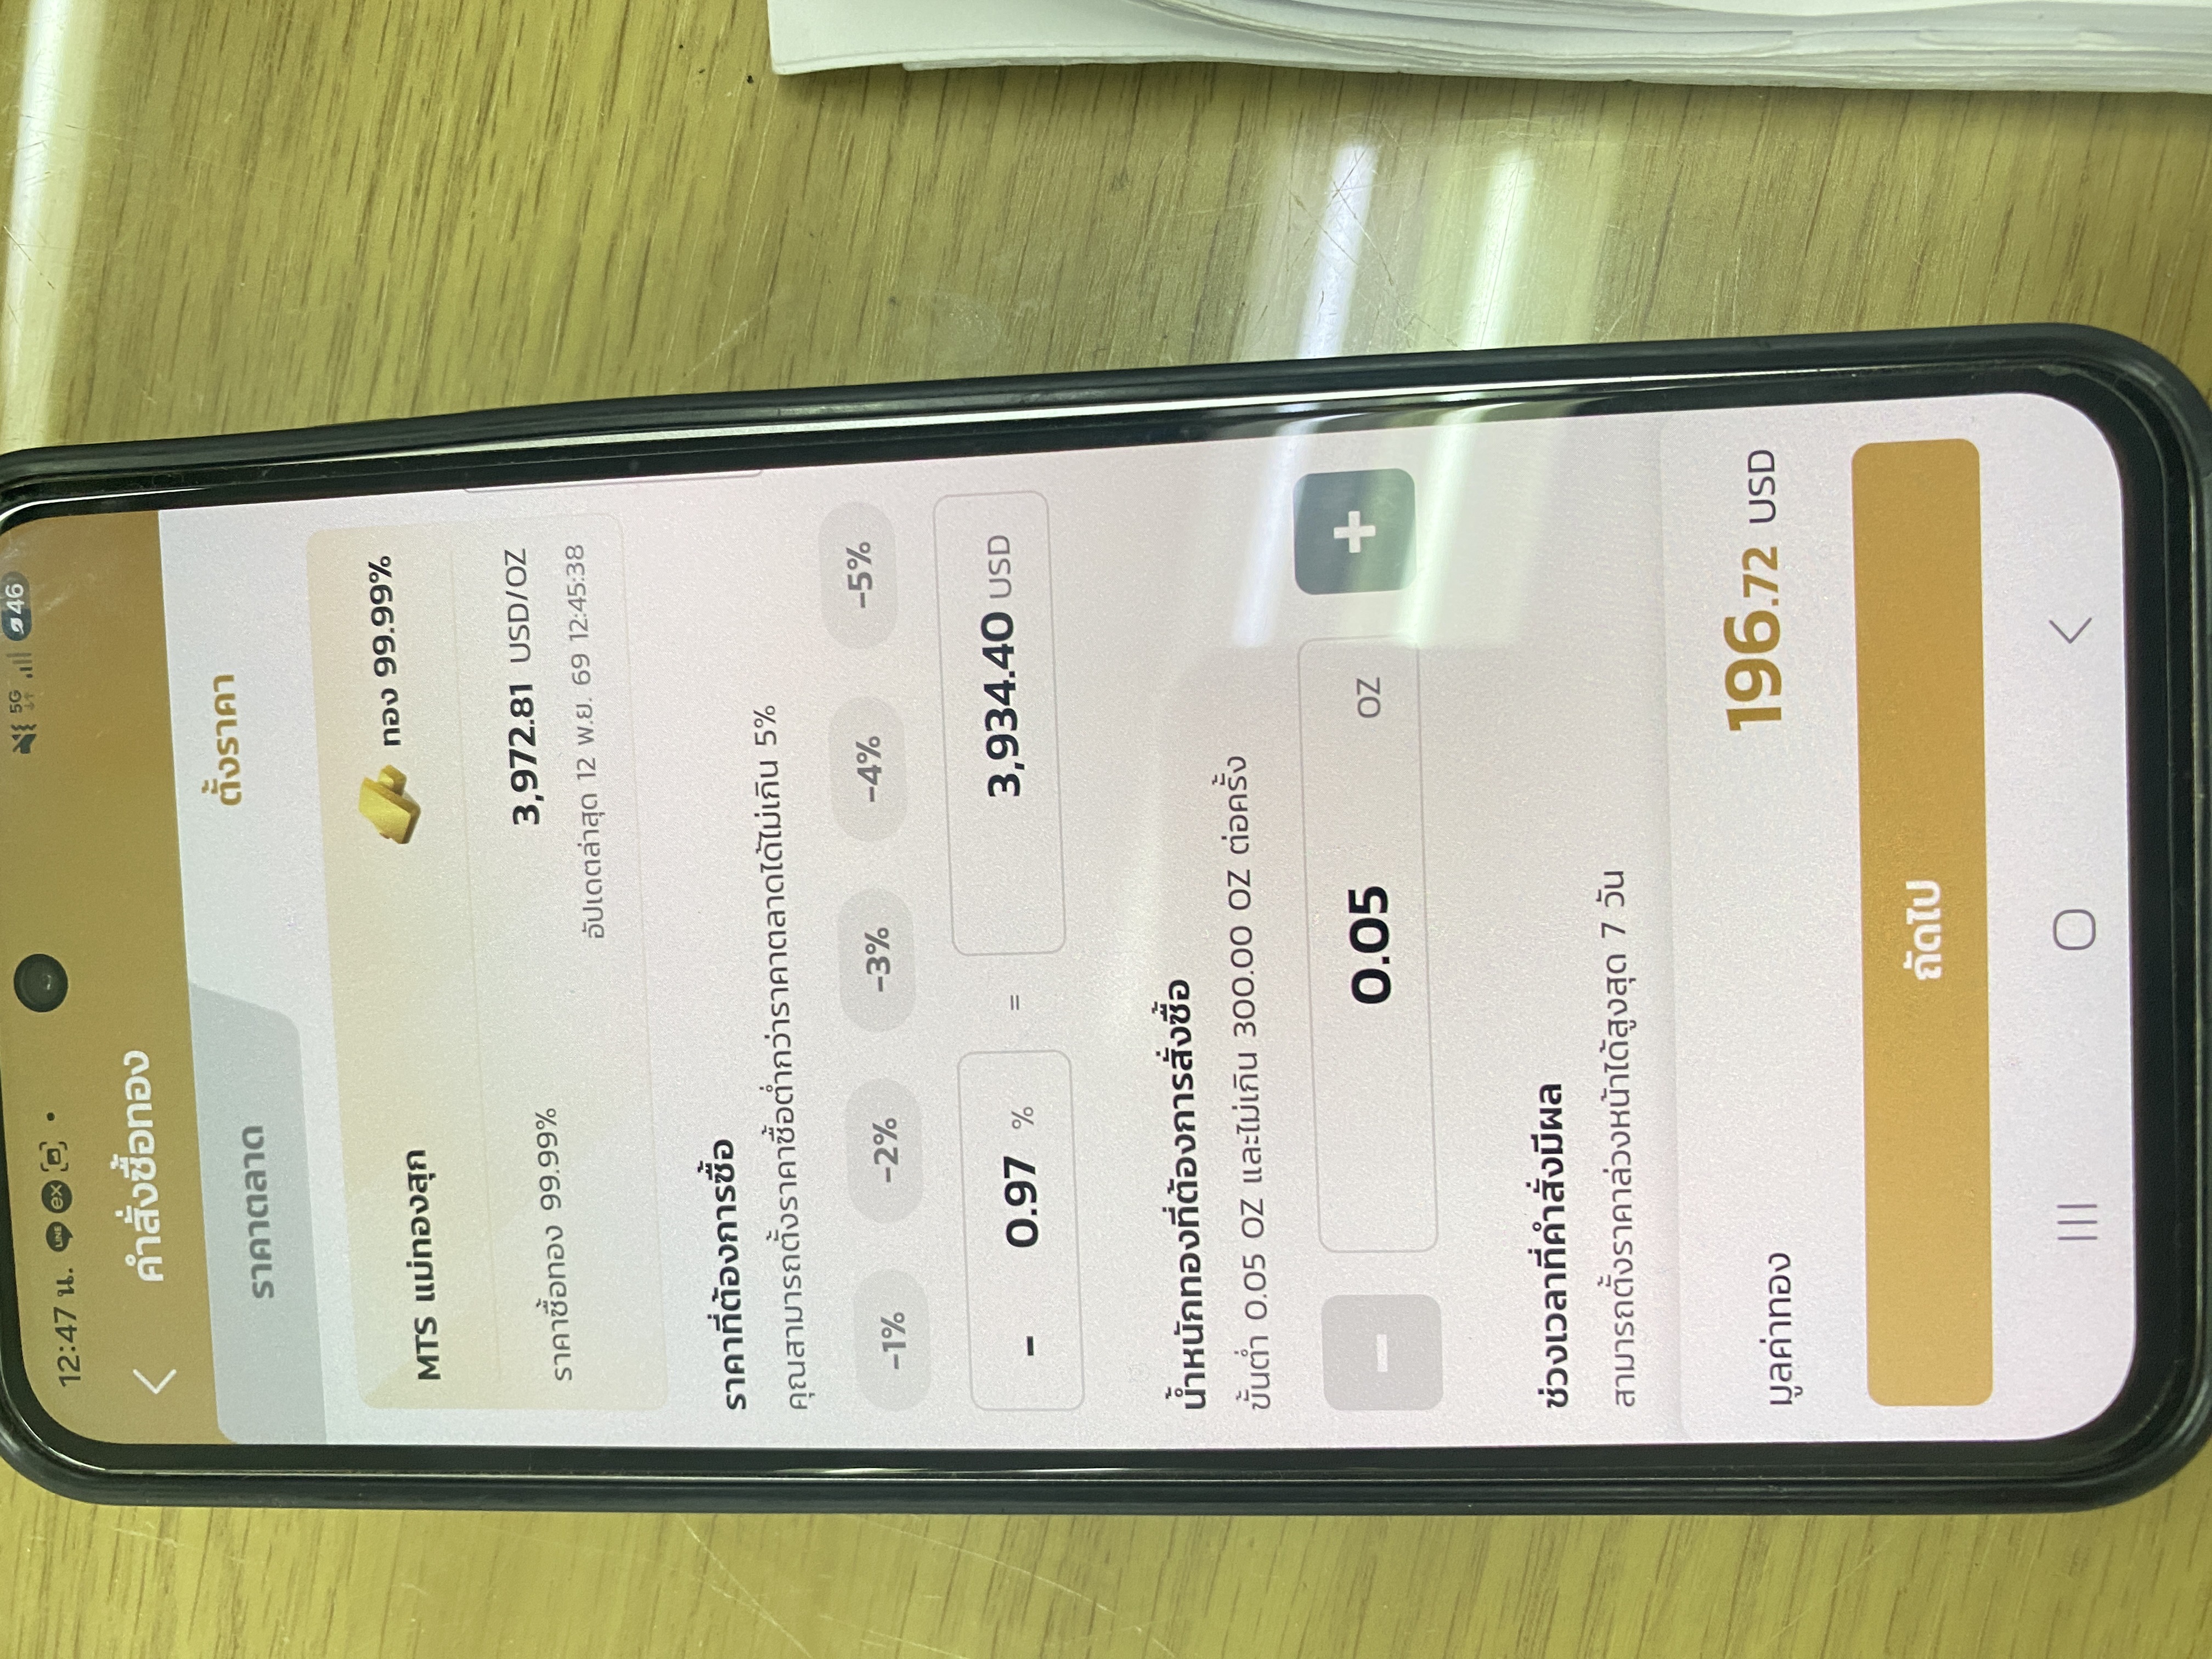 12:47 น. LINE ex 5G 46
คำสั่งซื้อทอง
ราคาตลาด ตั้งราคา
MTS แม่ทองสุก ทอง 99.99%
ราคาซื้อทอง 99.99% 3,972.81 USD/OZ
อัปเดตล่าสุด 12 พ.ย. 69 12:45:38
ราคาที่ต้องการซื้อ
คุณสามารถตั้งราคาซื้อต่ำกว่าราคาตลาดได้ไม่เกิน 5%
-1% -2% -3% -4% -5%
- 0.97 % = 3,934.40 USD
น้ำหนักทองที่ต้องการสั่งซื้อ
ขั้นต่ำ 0.05 OZ และไม่เกิน 300.00 OZ ต่อครั้ง
- 0.05 OZ +
ช่วงเวลาที่คำสั่งมีผล
สามารถตั้งราคาล่วงหน้าได้สูงสุด 7 วัน
มูลค่าทอง 196.72 USD
ถัดไป